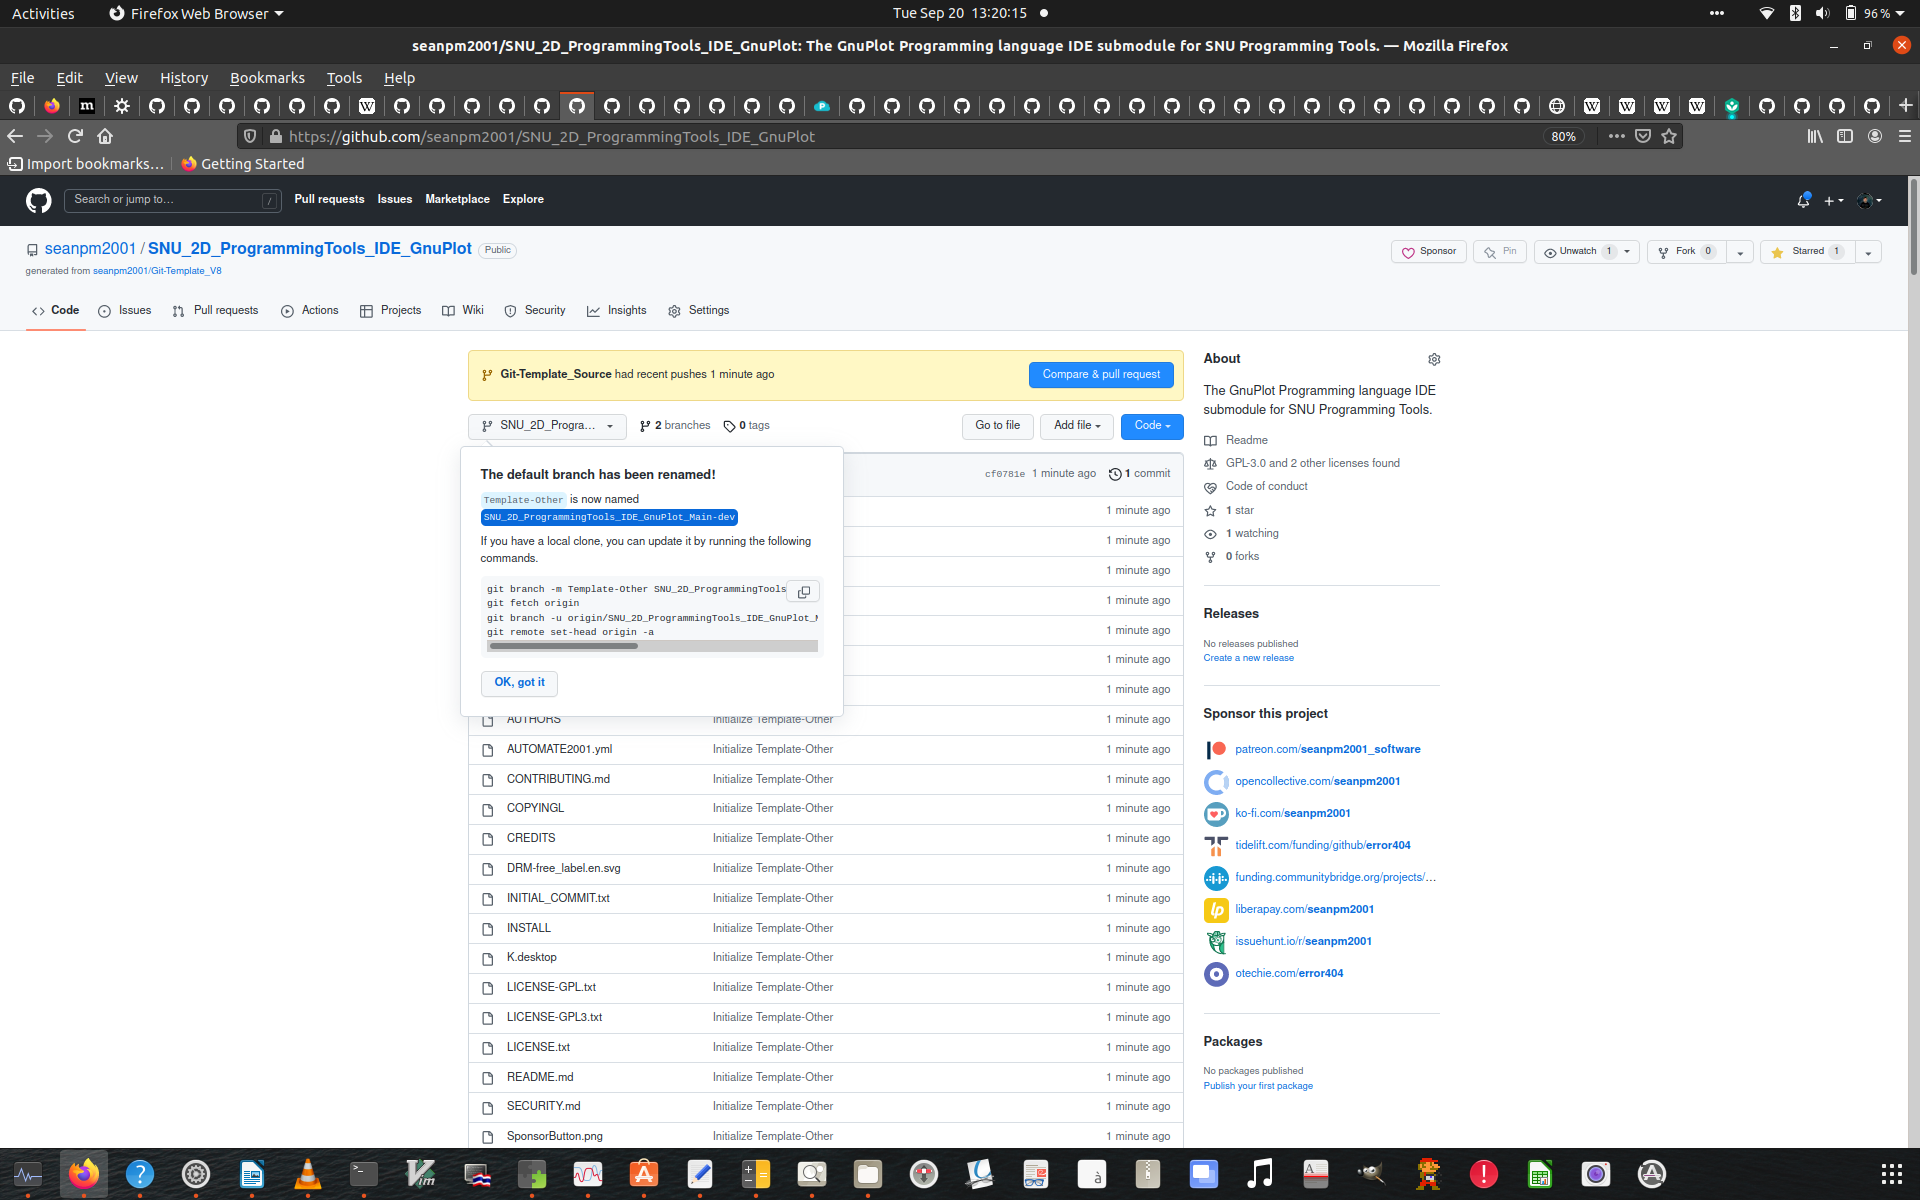 Activities
Firefox Web Browser
Tue Sep 20  13:20:15
96 %
seanpm2001/SNU_2D_ProgrammingTools_IDE_GnuPlot: The GnuPlot Programming language IDE submodule for SNU Programming Tools. — Mozilla Firefox
File Edit View History Bookmarks Tools Help
https://github.com/seanpm2001/SNU_2D_ProgrammingTools_IDE_GnuPlot
80%
Import bookmarks…
Getting Started
Search or jump to…
/
Pull requests Issues Marketplace Explore
seanpm2001 / SNU_2D_ProgrammingTools_IDE_GnuPlot
Public
Sponsor
Pin
Unwatch 1
Fork 0
Starred 1
generated from seanpm2001/Git-Template_V8
Code
Issues
Pull requests
Actions
Projects
Wiki
Security
Insights
Settings
Git-Template_Source had recent pushes 1 minute ago
Compare & pull request
SNU_2D_Progra…
2 branches
0 tags
Go to file
Add file
Code
The default branch has been renamed!
Template-Other is now named
SNU_2D_ProgrammingTools_IDE_GnuPlot_Main-dev
If you have a local clone, you can update it by running the following
commands.
git branch -m Template-Other SNU_2D_ProgrammingTools
git fetch origin
git branch -u origin/SNU_2D_ProgrammingTools_IDE_GnuPlot_M
git remote set-head origin -a
OK, got it
cf0781e 1 minute ago
1 commit
1 minute ago
1 minute ago
1 minute ago
1 minute ago
1 minute ago
1 minute ago
1 minute ago
AUTHORS Initialize Template-Other 1 minute ago
AUTOMATE2001.yml Initialize Template-Other 1 minute ago
CONTRIBUTING.md Initialize Template-Other 1 minute ago
COPYINGL Initialize Template-Other 1 minute ago
CREDITS Initialize Template-Other 1 minute ago
DRM-free_label.en.svg Initialize Template-Other 1 minute ago
INITIAL_COMMIT.txt Initialize Template-Other 1 minute ago
INSTALL Initialize Template-Other 1 minute ago
K.desktop Initialize Template-Other 1 minute ago
LICENSE-GPL.txt Initialize Template-Other 1 minute ago
LICENSE-GPL3.txt Initialize Template-Other 1 minute ago
LICENSE.txt Initialize Template-Other 1 minute ago
README.md Initialize Template-Other 1 minute ago
SECURITY.md Initialize Template-Other 1 minute ago
SponsorButton.png Initialize Template-Other 1 minute ago
About
The GnuPlot Programming language IDE
submodule for SNU Programming Tools.
Readme
GPL-3.0 and 2 other licenses found
Code of conduct
1 star
1 watching
0 forks
Releases
No releases published
Create a new release
Sponsor this project
patreon.com/seanpm2001_software
opencollective.com/seanpm2001
ko-fi.com/seanpm2001
tidelift.com/funding/github/error404
funding.communitybridge.org/projects/…
liberapay.com/seanpm2001
issuehunt.io/r/seanpm2001
otechie.com/error404
Packages
No packages published
Publish your first package